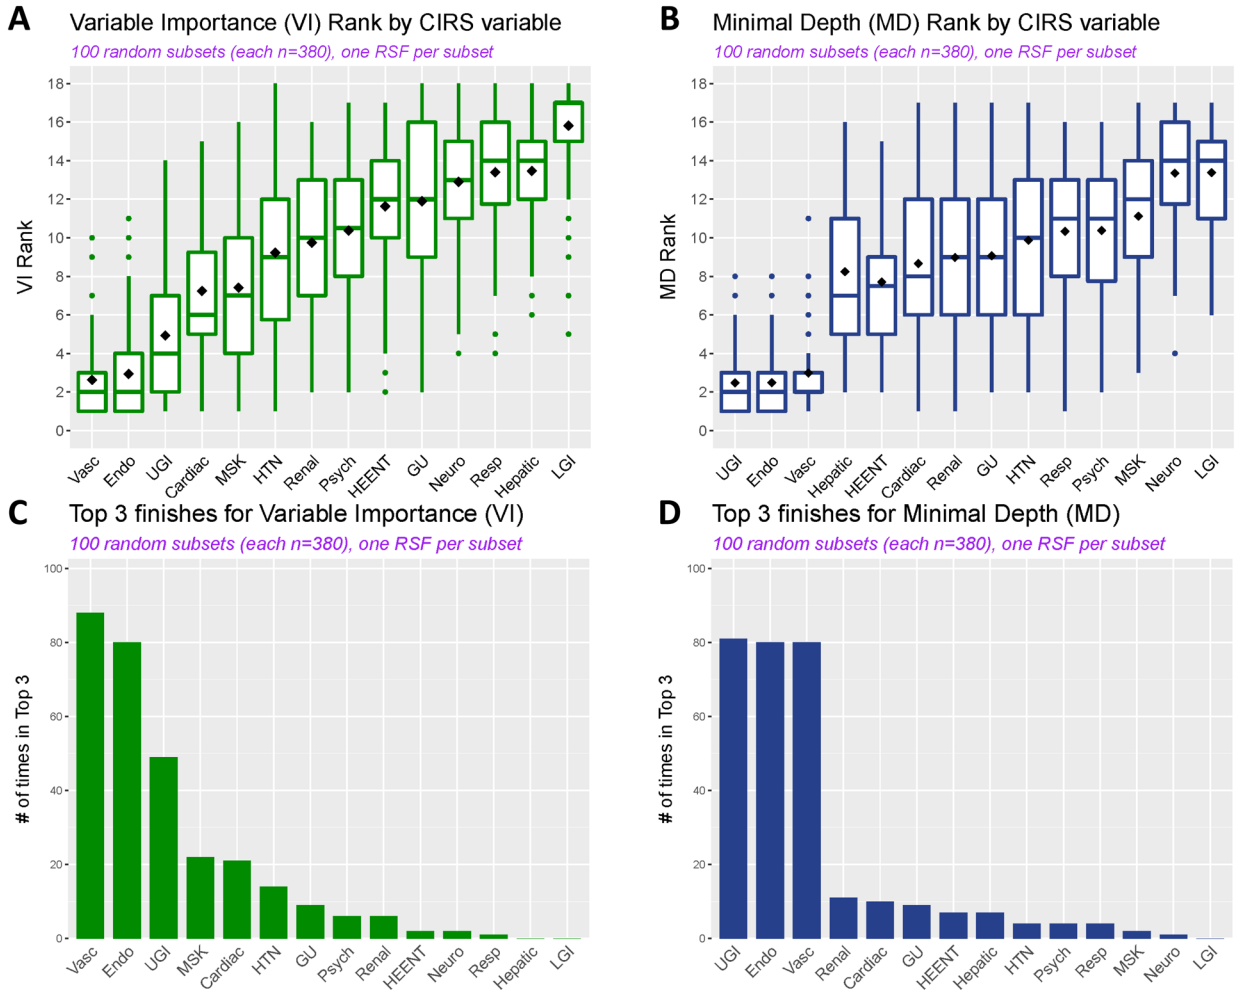 A
Variable Importance (VI) Rank by CIRS variable
100 random subsets (each n=380), one RSF per subset
VI Rank
18
16
14
12
10
8
6
4
2
0
Vasc
Endo
UGI
Cardiac
MSK
HTN
Renal
Psych
HEENT
GU
Neuro
Resp
Hepatic
LGI
B
Minimal Depth (MD) Rank by CIRS variable
100 random subsets (each n=380), one RSF per subset
MD Rank
18
16
14
12
10
8
6
4
2
0
UGI
Endo
Vasc
Hepatic
HEENT
Cardiac
Renal
GU
HTN
Resp
Psych
MSK
Neuro
LGI
C
Top 3 finishes for Variable Importance (VI)
100 random subsets (each n=380), one RSF per subset
# of times in Top 3
100
80
60
40
20
0
Vasc
Endo
UGI
MSK
Cardiac
HTN
GU
Psych
Renal
HEENT
Neuro
Resp
Hepatic
LGI
D
Top 3 finishes for Minimal Depth (MD)
100 random subsets (each n=380), one RSF per subset
# of times in Top 3
100
80
60
40
20
0
UGI
Endo
Vasc
Renal
Cardiac
GU
HEENT
Hepatic
HTN
Psych
Resp
MSK
Neuro
LGI